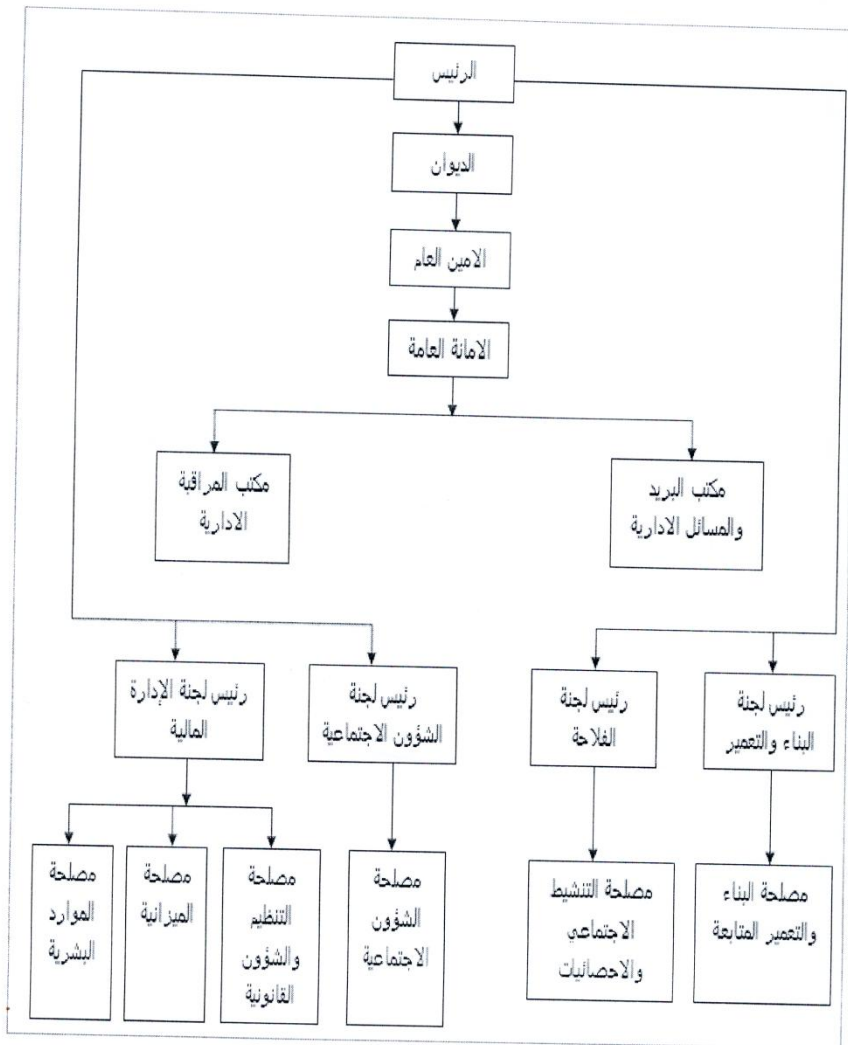 الرئيس
الديوان
الامين العام
الامانة العامة
مكتب البريد
والمسائل الادارية
مكتب المراقبة
الادارية
رئيس لجنة
البناء والتعمير
رئيس لجنة
الفلاحة
رئيس لجنة
الشؤون الاجتماعية
رئيس لجنة الإدارة
المالية
مصلحة البناء
والتعمير المتابعة
مصلحة التنشيط
الاجتماعي
والاحصائيات
مصلحة
الشؤون
الاجتماعية
مصلحة
التنظيم
والشؤون
القانونية
مصلحة
الميزانية
مصلحة
الموارد
البشرية